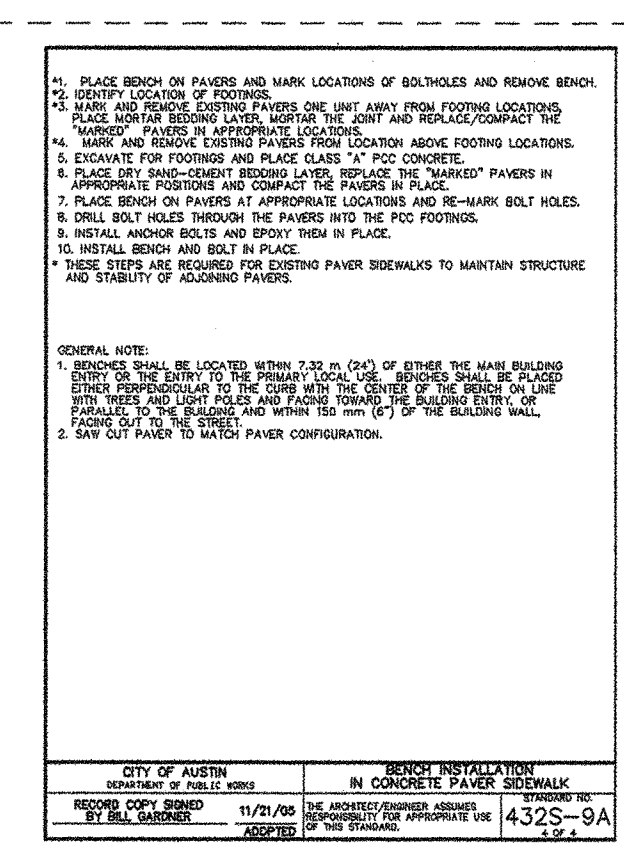 *1. PLACE BENCH ON PAVERS AND MARK LOCATIONS OF BOLTHOLES AND REMOVE BENCH.
*2. IDENTIFY LOCATION OF FOOTINGS.
*3. MARK AND REMOVE EXISTING PAVERS ONE UNIT AWAY FROM FOOTING LOCATIONS,
PLACE MORTAR BEDDING LAYER, MORTAR THE JOINT AND REPLACE/COMPACT THE
"MARKED" PAVERS IN APPROPRIATE LOCATIONS.
*4. MARK AND REMOVE EXISTING PAVERS FROM LOCATION ABOVE FOOTING LOCATIONS.
5. EXCAVATE FOR FOOTINGS AND PLACE CLASS "A" PCC CONCRETE.
6. PLACE DRY SAND-CEMENT BEDDING LAYER, REPLACE THE "MARKED" PAVERS IN
APPROPRIATE POSITIONS AND COMPACT THE PAVERS IN PLACE.
7. PLACE BENCH ON PAVERS AT APPROPRIATE LOCATIONS AND RE-MARK BOLT HOLES.
8. DRILL BOLT HOLES THROUGH THE PAVERS INTO THE PCC FOOTINGS.
9. INSTALL ANCHOR BOLTS AND EPOXY THEM IN PLACE.
10. INSTALL BENCH AND BOLT IN PLACE.
* THESE STEPS ARE REQUIRED FOR EXISTING PAVER SIDEWALKS TO MAINTAIN STRUCTURE
AND STABILITY OF ADJOINING PAVERS.
GENERAL NOTE:
1. BENCHES SHALL BE LOCATED WITHIN 7.32 m (24') OF EITHER THE MAIN BUILDING
ENTRY OR THE ENTRY TO THE PRIMARY LOCAL USE. BENCHES SHALL BE PLACED
EITHER PERPENDICULAR TO THE CURB WITH THE CENTER OF THE BENCH ON LINE
WITH TREES AND LIGHT POLES AND FACING TOWARD THE BUILDING ENTRY, OR
PARALLEL TO THE BUILDING AND WITHIN 150 mm (6") OF THE BUILDING WALL,
FACING OUT TO THE STREET.
2. SAW CUT PAVER TO MATCH PAVER CONFIGURATION.
CITY OF AUSTIN
DEPARTMENT OF PUBLIC WORKS
BENCH INSTALLATION
IN CONCRETE PAVER SIDEWALK
RECORD COPY SIGNED
BY BILL GARDNER
11/21/05
ADOPTED
THE ARCHITECT/ENGINEER ASSUMES
RESPONSIBILITY FOR APPROPRIATE USE
OF THIS STANDARD.
STANDARD NO.
432S-9A
4 OF 4